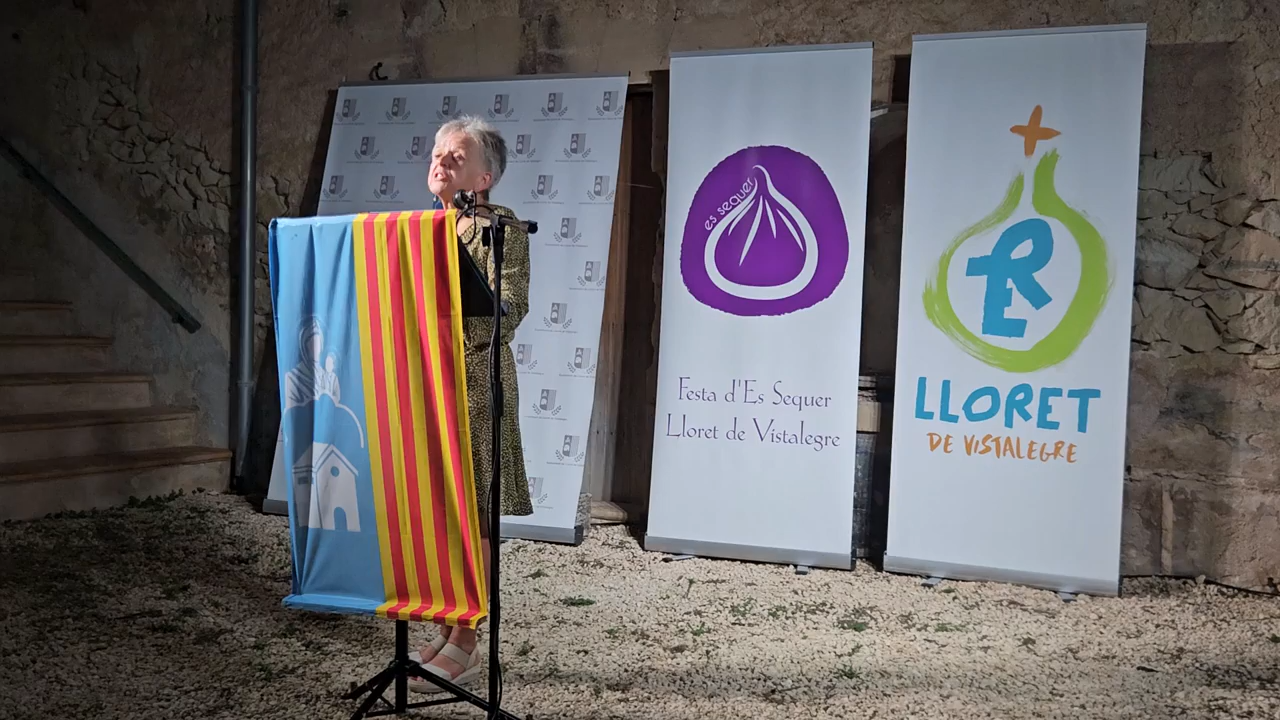 es sequer
Festa d'Es Sequer
Lloret de Vistalegre
LLORET
DE VISTALEGRE